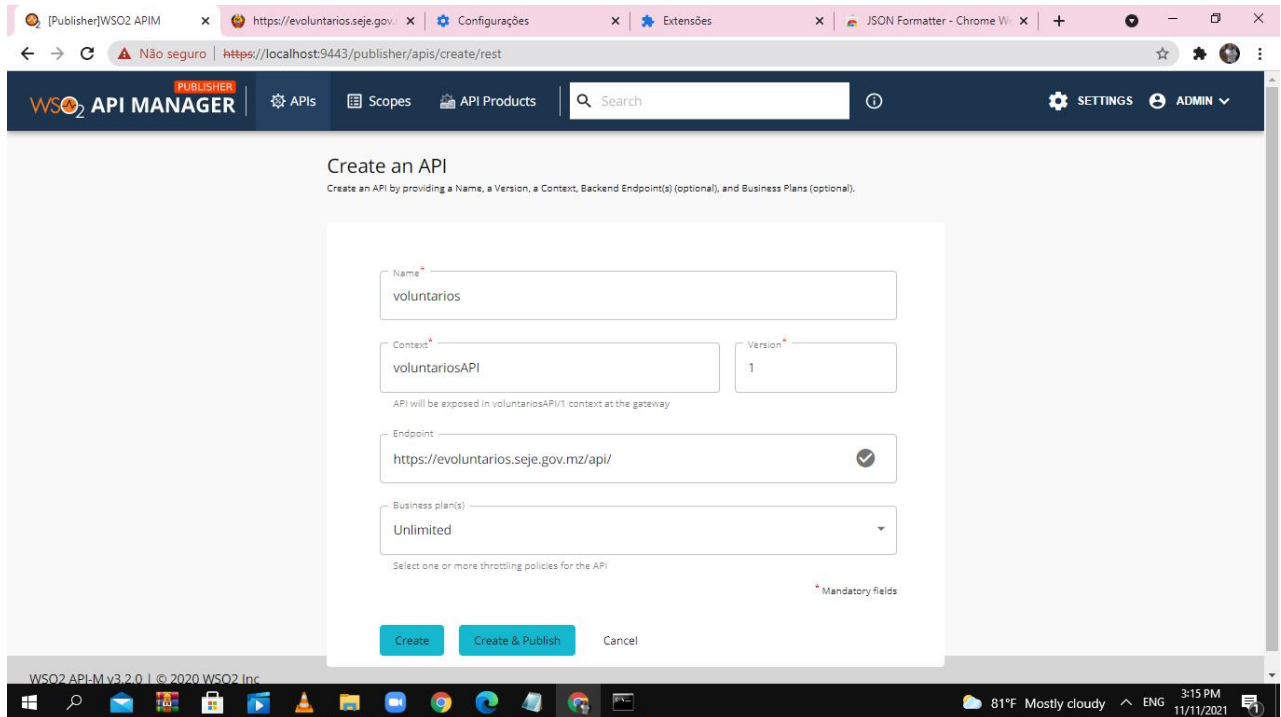 [Publisher]WSO2 APIM
https://evoluntarios.seje.gov.
Configurações
Extensões
JSON Formatter - Chrome W
Não seguro | https://localhost:9443/publisher/apis/create/rest
PUBLISHER
WSO2 API MANAGER
APIs
Scopes
API Products
Search
SETTINGS
ADMIN
Create an API
Create an API by providing a Name, a Version, a Context, Backend Endpoint(s) (optional), and Business Plans (optional).
Name*
voluntarios
Context*
voluntariosAPI
Version*
1
API will be exposed in voluntariosAPI/1 context at the gateway
Endpoint
https://evoluntarios.seje.gov.mz/api/
Business plan(s)
Unlimited
Select one or more throttling policies for the API
* Mandatory fields
Create
Create & Publish
Cancel
WSO2 API-M v3.2.0 | © 2020 WSO2 Inc
81°F Mostly cloudy
ENG
3:15 PM
11/11/2021
1